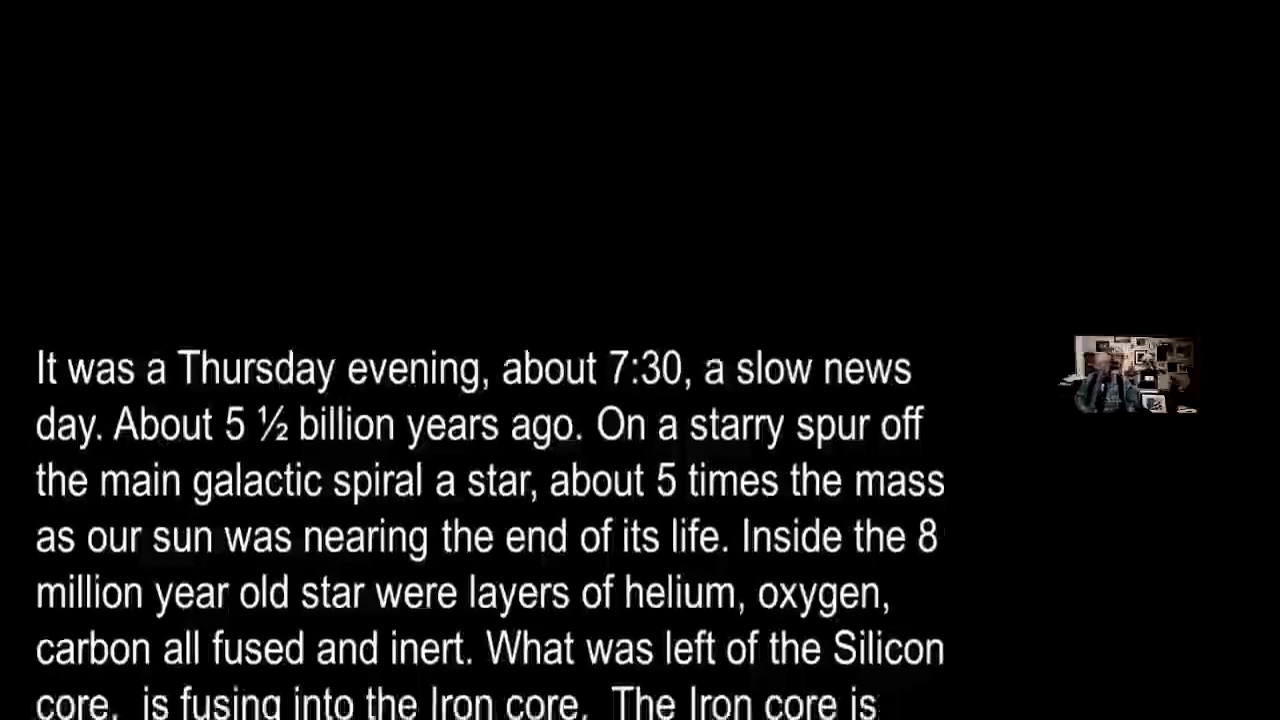 It was a Thursday evening, about 7:30, a slow news
day. About 5 ½ billion years ago. On a starry spur off
the main galactic spiral a star, about 5 times the mass
as our sun was nearing the end of its life. Inside the 8
million year old star were layers of helium, oxygen,
carbon all fused and inert. What was left of the Silicon
core,  is fusing into the Iron core.  The Iron core is